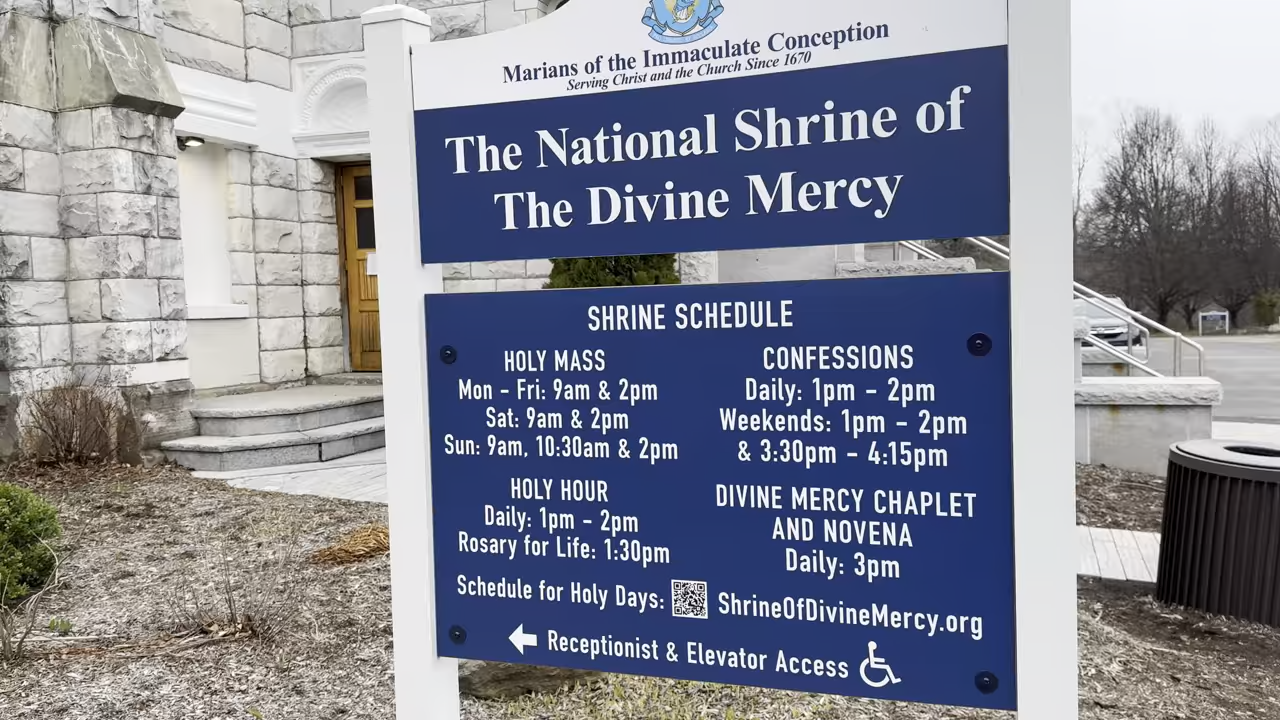 Marians of the Immaculate Conception
Serving Christ and the Church Since 1670
The National Shrine of
The Divine Mercy
SHRINE SCHEDULE
HOLY MASS
Mon - Fri: 9am & 2pm
Sat: 9am & 2pm
Sun: 9am, 10:30am & 2pm
HOLY HOUR
Daily: 1pm - 2pm
Rosary for Life: 1:30pm
CONFESSIONS
Daily: 1pm - 2pm
Weekends: 1pm - 2pm
& 3:30pm - 4:15pm
DIVINE MERCY CHAPLET
AND NOVENA
Daily: 3pm
Schedule for Holy Days: ShrineOfDivineMercy.org
Receptionist & Elevator Access